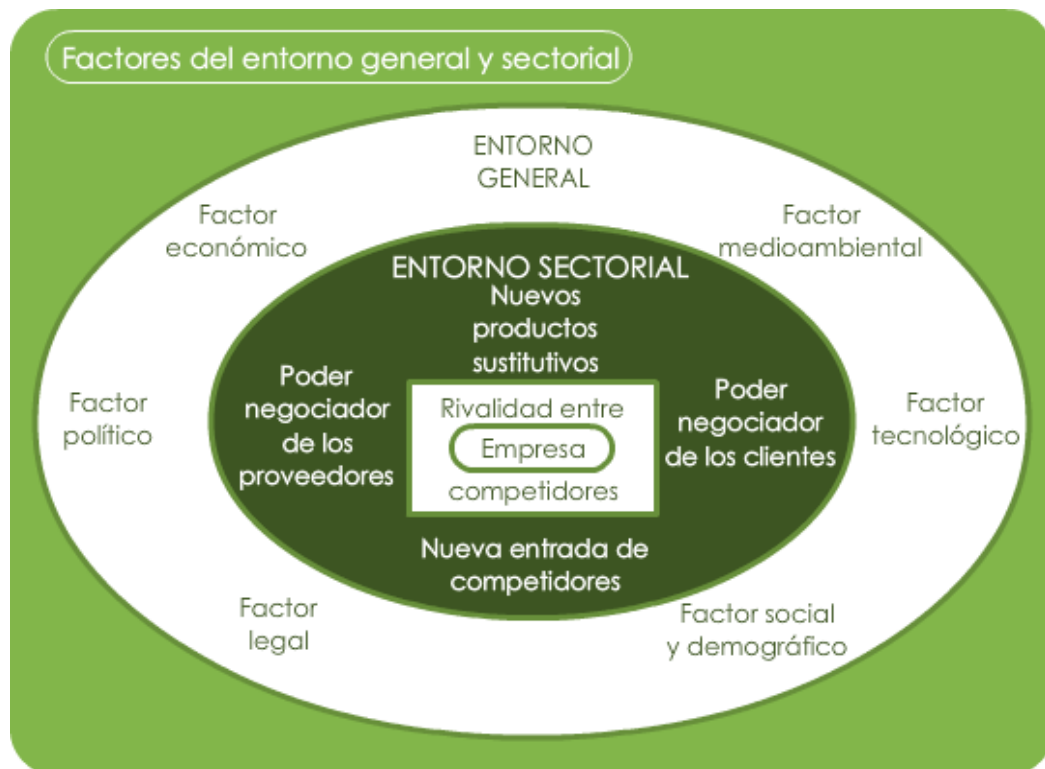 Factores del entorno general y sectorial
ENTORNO
GENERAL
Factor
económico
Factor
medioambiental
ENTORNO SECTORIAL
Nuevos
productos
sustitutivos
Poder
negociador
de los
proveedores
Rivalidad entre
Empresa
competidores
Poder
negociador
de los clientes
Factor
político
Factor
tecnológico
Nueva entrada de
competidores
Factor
legal
Factor social
y demográfico